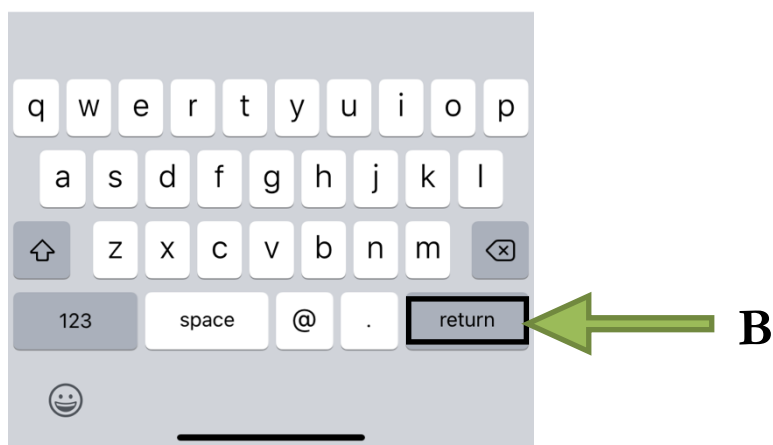 q w e r t y u i o p
a s d f g h j k l
z x c v b n m
123 space @ . return
B